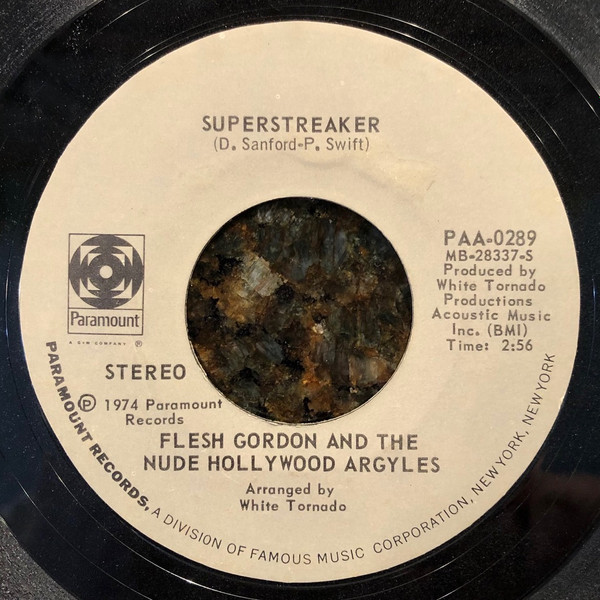 SUPERSTREAKER
(D. Sanford-P. Swift)
PAA-0289
MB-28337-S
Produced by
White Tornado
Productions
Acoustic Music
Inc. (BMI)
Time: 2:56
Paramount
A G+W COMPANY ®
STEREO
Ⓟ 1974 Paramount
Records
FLESH GORDON AND THE
NUDE HOLLYWOOD ARGYLES
Arranged by
White Tornado
PARAMOUNT RECORDS, A DIVISION OF FAMOUS MUSIC CORPORATION, NEW YORK, NEW YORK